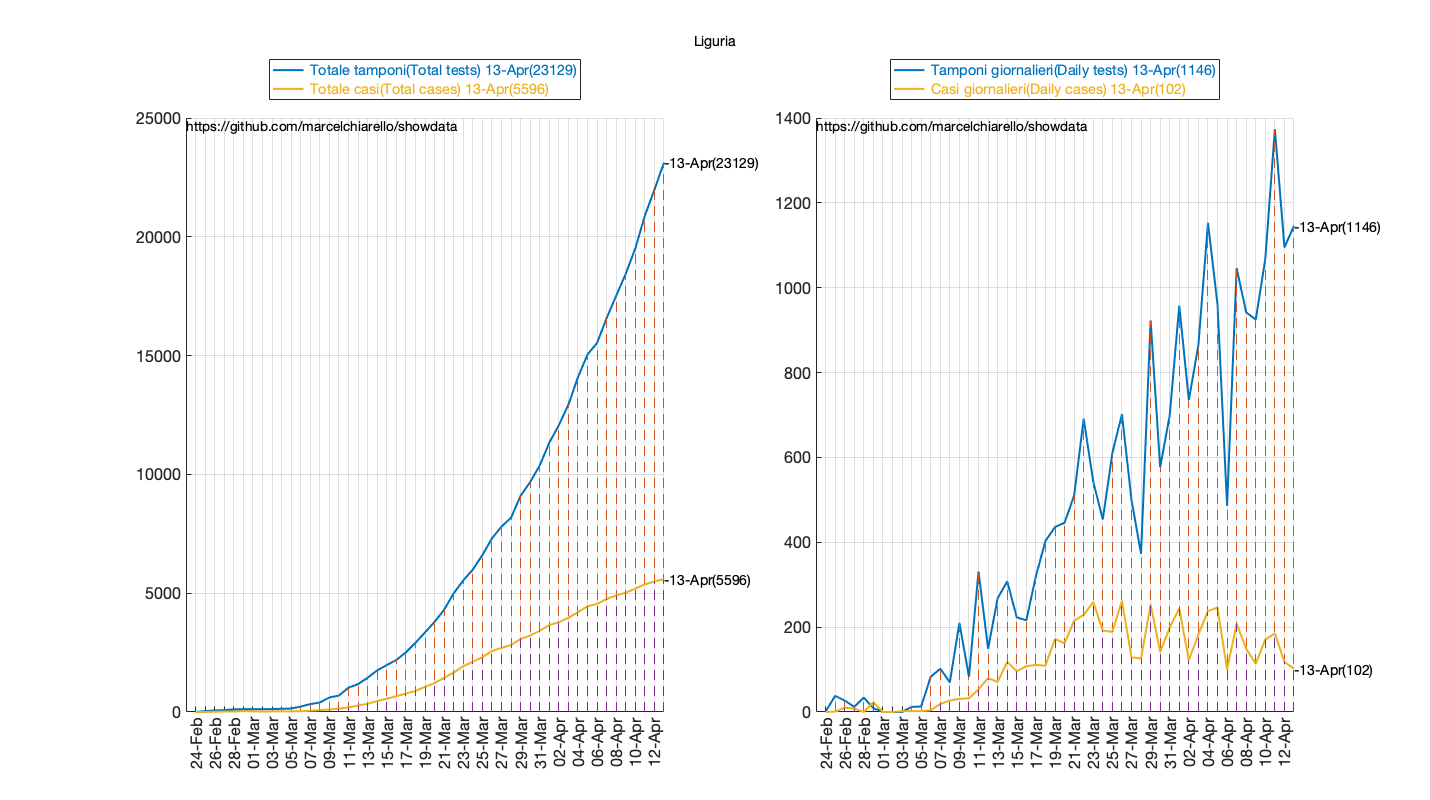 Liguria
Totale tamponi(Total tests) 13-Apr(23129)
Totale casi(Total cases) 13-Apr(5596)
https://github.com/marcelchiarello/showdata
25000
20000
15000
10000
5000
0
13-Apr(23129)
13-Apr(5596)
24-Feb
26-Feb
28-Feb
01-Mar
03-Mar
05-Mar
07-Mar
09-Mar
11-Mar
13-Mar
15-Mar
17-Mar
19-Mar
21-Mar
23-Mar
25-Mar
27-Mar
29-Mar
31-Mar
02-Apr
04-Apr
06-Apr
08-Apr
10-Apr
12-Apr
Tamponi giornalieri(Daily tests) 13-Apr(1146)
Casi giornalieri(Daily cases) 13-Apr(102)
https://github.com/marcelchiarello/showdata
1400
1200
1000
800
600
400
200
0
13-Apr(1146)
13-Apr(102)
24-Feb
26-Feb
28-Feb
01-Mar
03-Mar
05-Mar
07-Mar
09-Mar
11-Mar
13-Mar
15-Mar
17-Mar
19-Mar
21-Mar
23-Mar
25-Mar
27-Mar
29-Mar
31-Mar
02-Apr
04-Apr
06-Apr
08-Apr
10-Apr
12-Apr